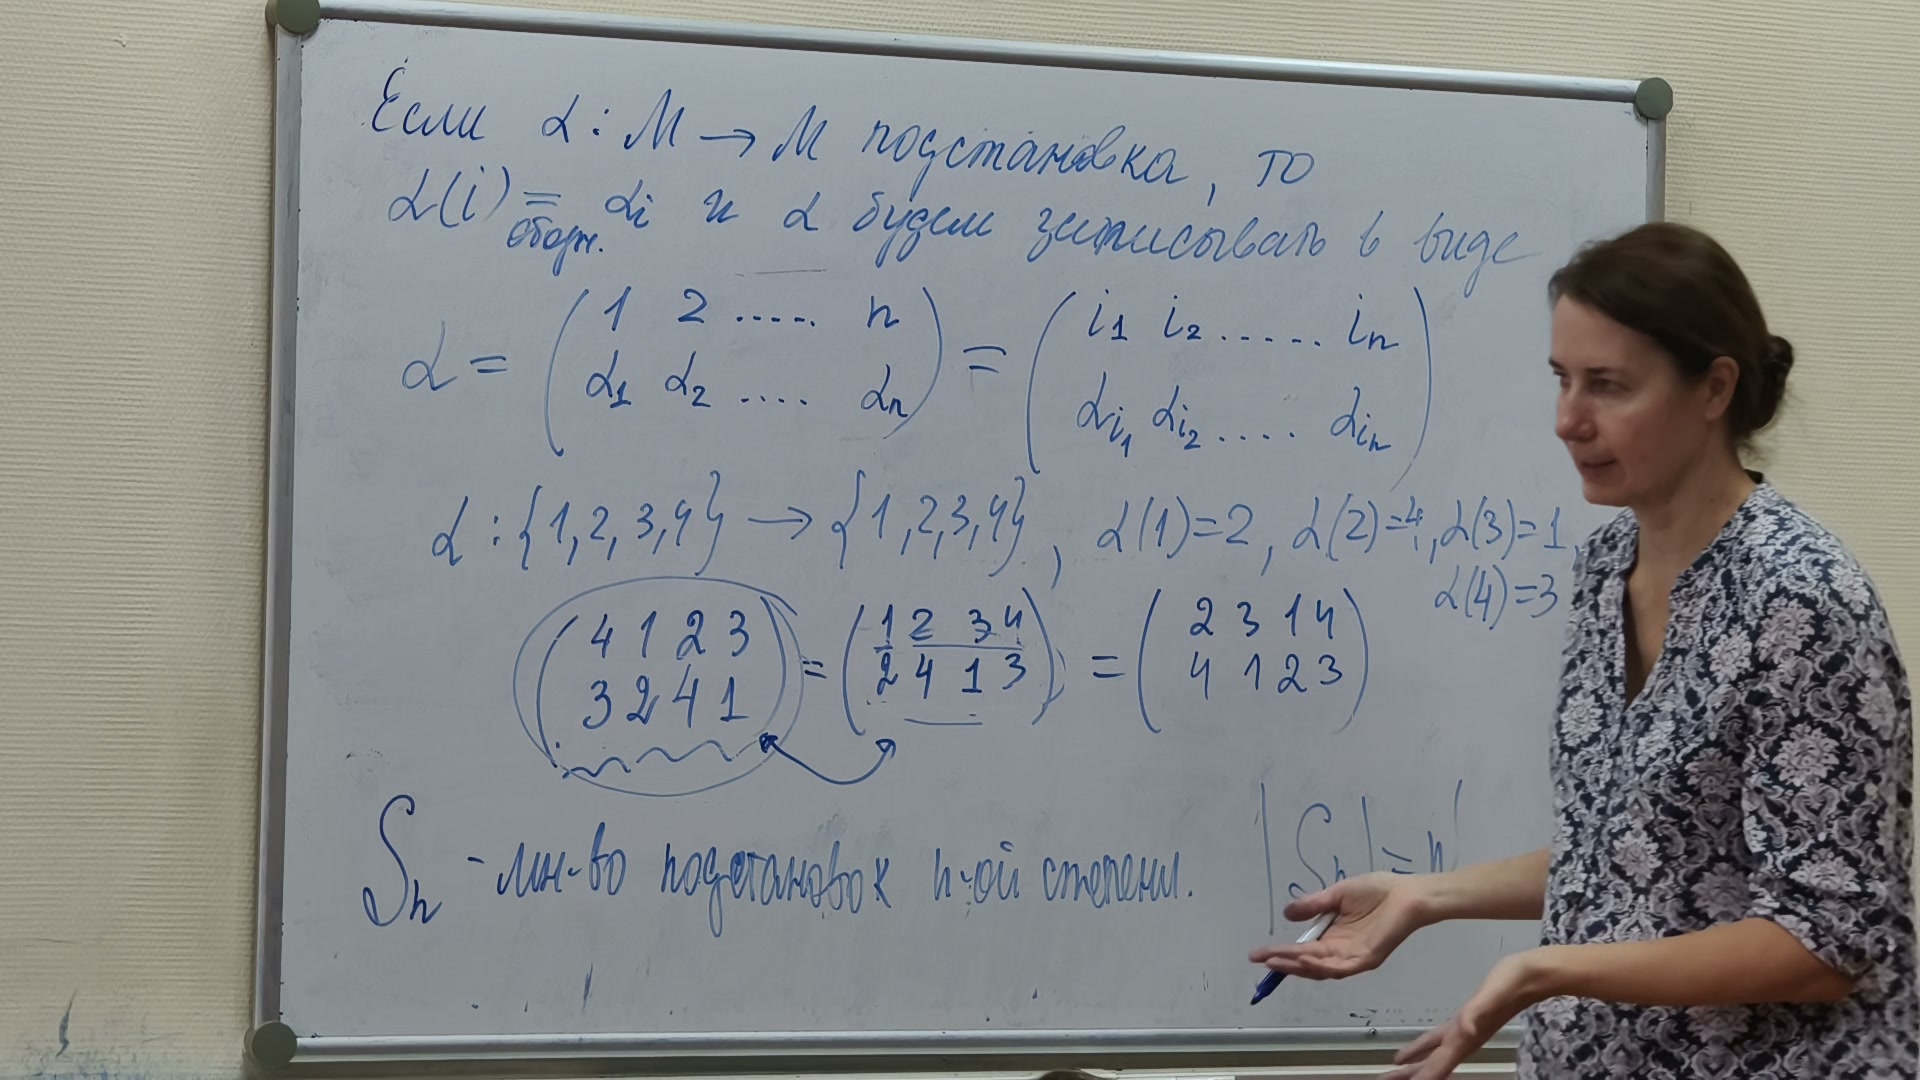 Если α : M → M подстановка, то
α(i) = αi и α будем записывать в виде
обозн.
α = ( 1 2 ..... n ) = ( i1 i2 ...... in )
( α1 α2 .... αn ) ( αi1 αi2 .... αin )
α : {1,2,3,4} → {1,2,3,4}, α(1)=2, α(2)=4, α(3)=1,
α(4)=3
( 4 1 2 3 ) = ( 1 2 3 4 ) = ( 2 3 1 4 )
( 3 2 4 1 ) ( 2 4 1 3 ) ( 4 1 2 3 )
Sn - мн-во подстановок n-ой степени. |Sn| = n!